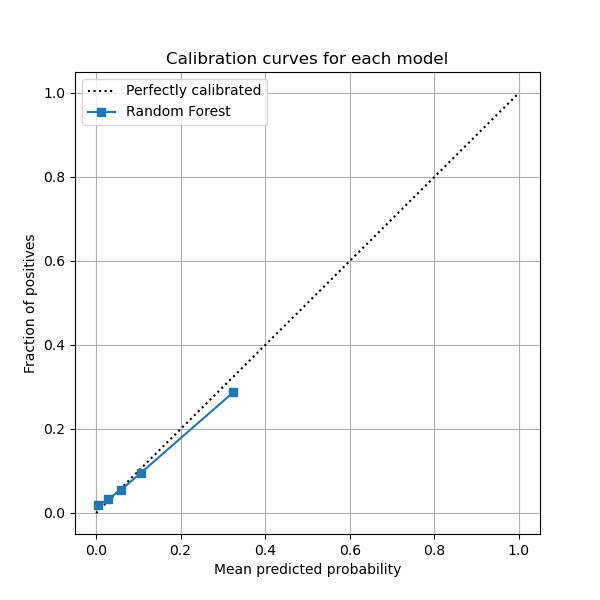 Calibration curves for each model
Perfectly calibrated
Random Forest
1.0
0.8
0.6
0.4
0.2
0.0
Fraction of positives
0.0 0.2 0.4 0.6 0.8 1.0
Mean predicted probability